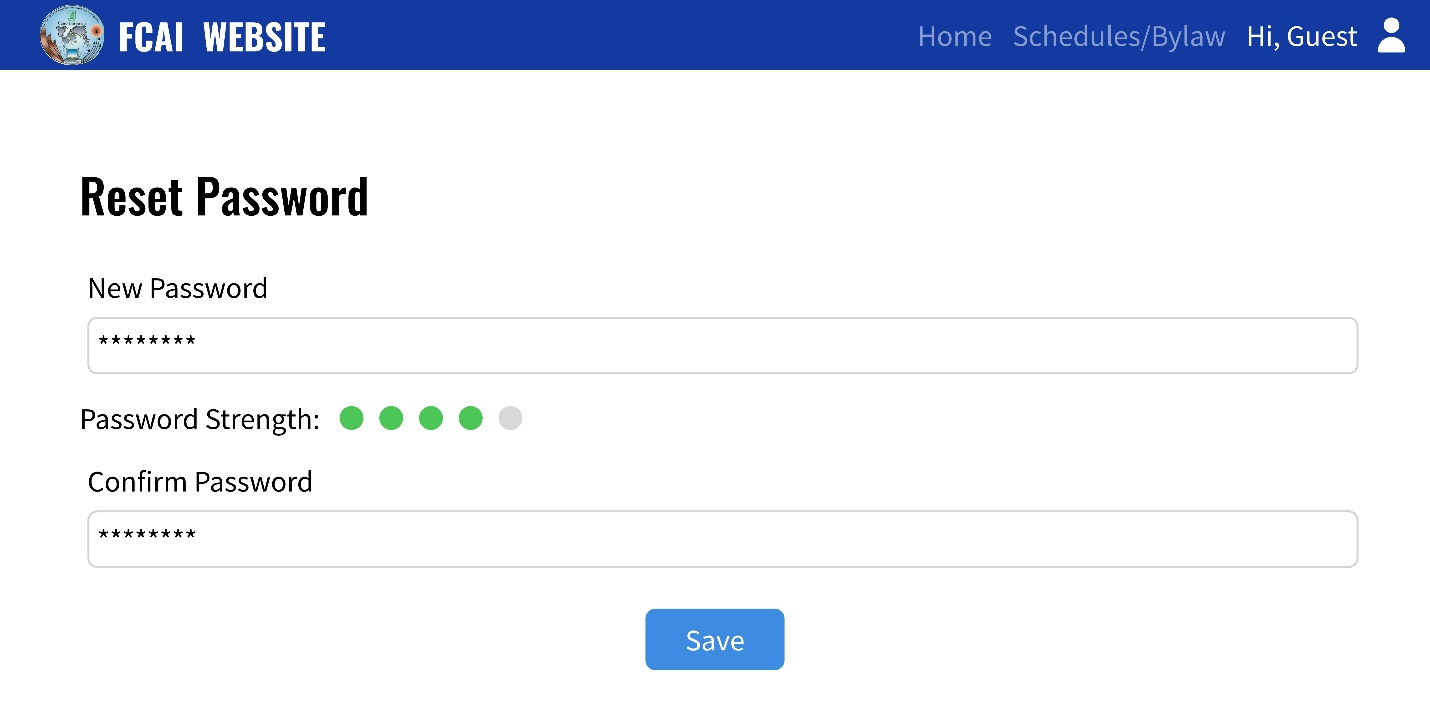 FCAI WEBSITE
Home Schedules/Bylaw Hi, Guest
Reset Password
New Password
********
Password Strength:
Confirm Password
********
Save